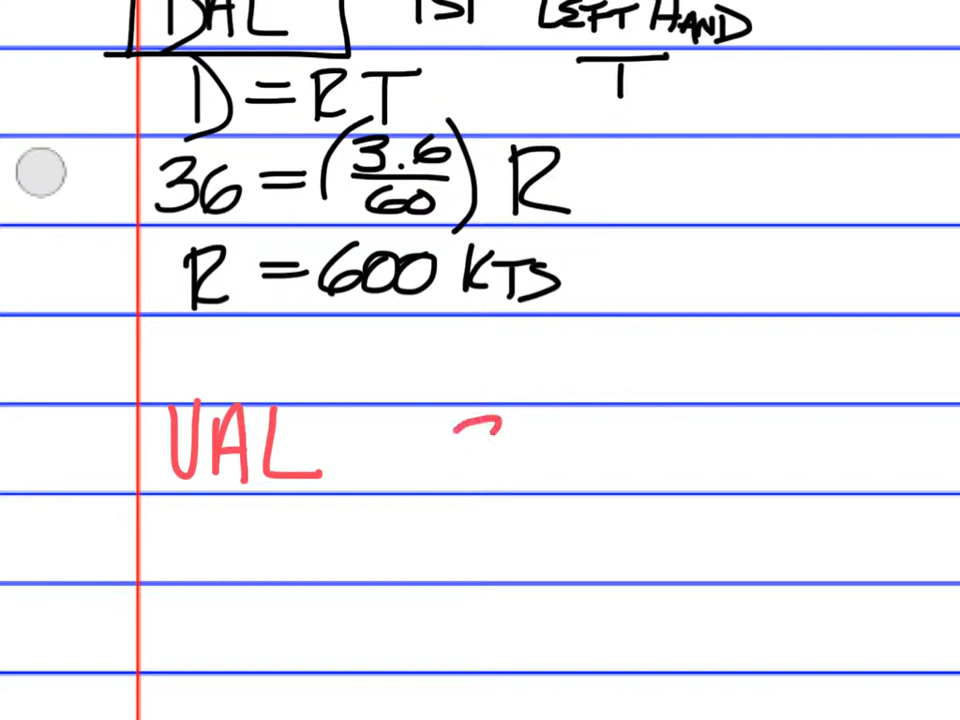 DAL 1ST LEFT HAND
D = RT T
36 = (3.6/60) R
R = 600 KTS
UAL